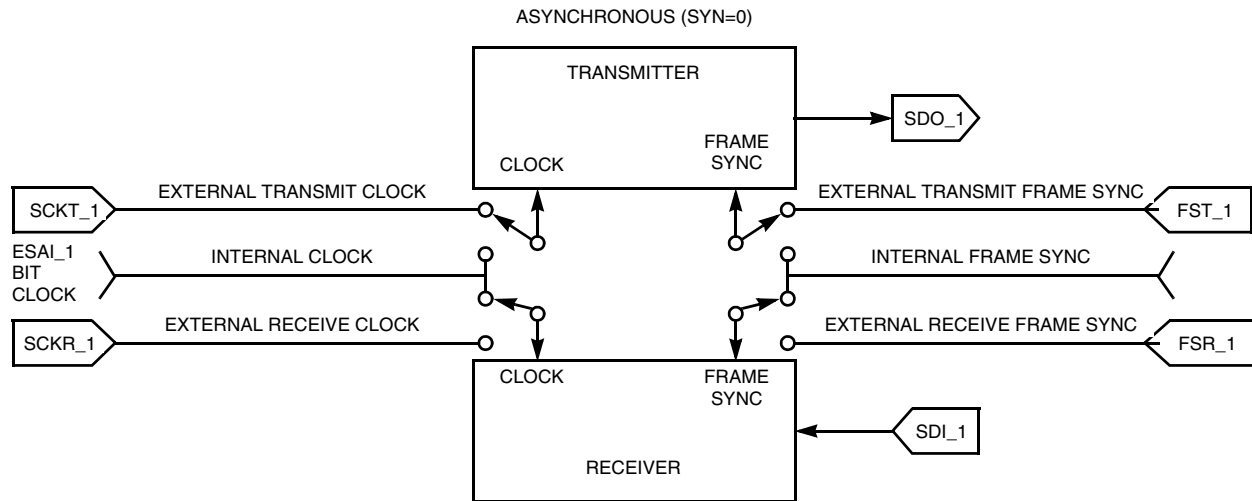 ASYNCHRONOUS (SYN=0)
TRANSMITTER
SDO_1
CLOCK
FRAME
SYNC
SCKT_1
EXTERNAL TRANSMIT CLOCK
EXTERNAL TRANSMIT FRAME SYNC
FST_1
ESAI_1
BIT
CLOCK
INTERNAL CLOCK
INTERNAL FRAME SYNC
SCKR_1
EXTERNAL RECEIVE CLOCK
EXTERNAL RECEIVE FRAME SYNC
FSR_1
CLOCK
FRAME
SYNC
SDI_1
RECEIVER